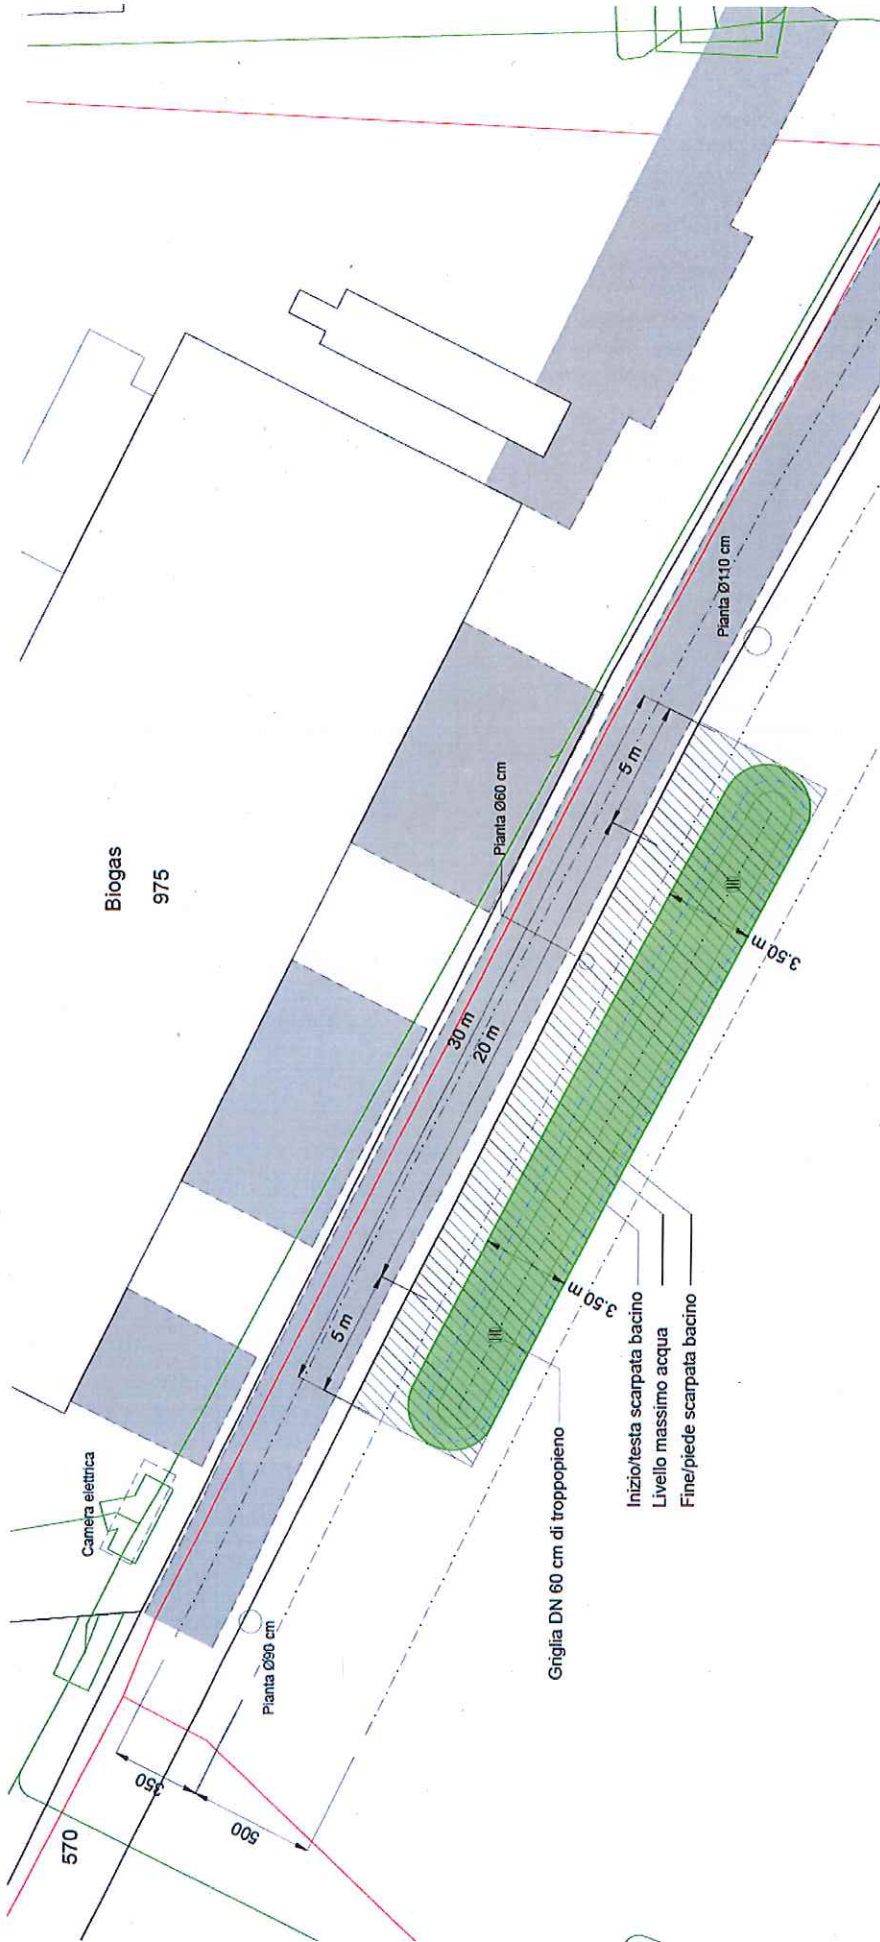 Biogas
975
Pianta Ø110 cm
5 m
Pianta Ø60 cm
30 m
20 m
3.50 m
5 m
3.50 m
Camera elettrica
Inizio/testa scarpata bacino
Livello massimo acqua
Fine/piede scarpata bacino
Griglia DN 60 cm di troppopieno
Pianta Ø90 cm
350
500
570